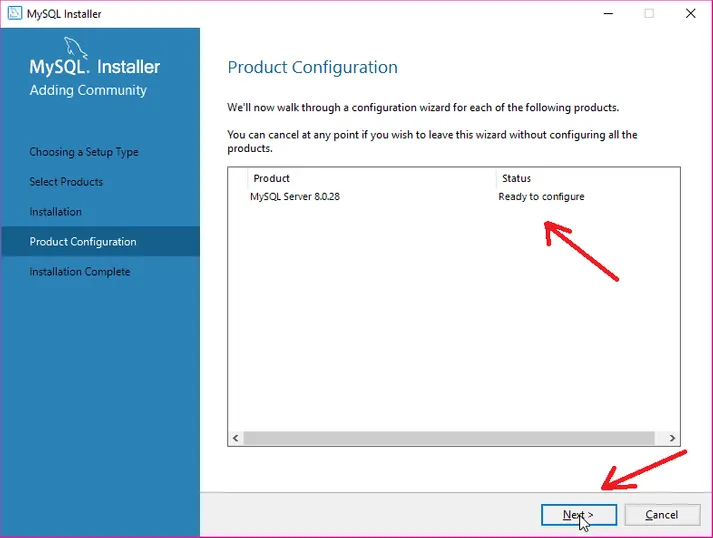 MySQL Installer
MySQL. Installer
Adding Community
Choosing a Setup Type
Select Products
Installation
Product Configuration
Installation Complete
Product Configuration
We'll now walk through a configuration wizard for each of the following products.
You can cancel at any point if you wish to leave this wizard without configuring all the
products.
Product Status
MySQL Server 8.0.28 Ready to configure
Next > Cancel